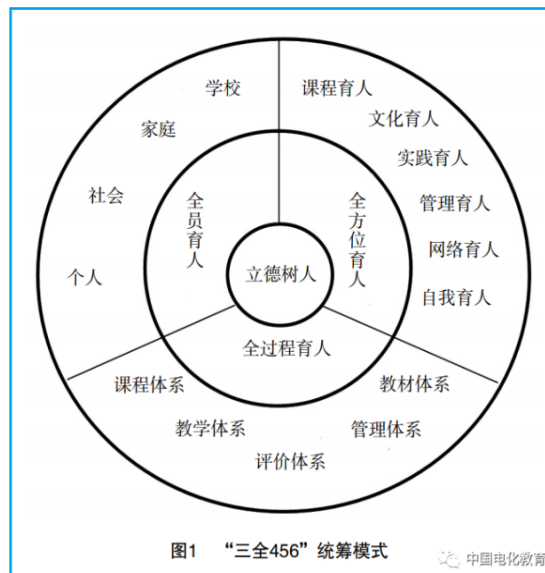 学校
家庭
社会
个人
课程育人
文化育人
实践育人
管理育人
网络育人
自我育人
全员育人
全方位育人
立德树人
全过程育人
课程体系
教学体系
评价体系
管理体系
教材体系
图1 “三全456”统筹模式
中国电化教育